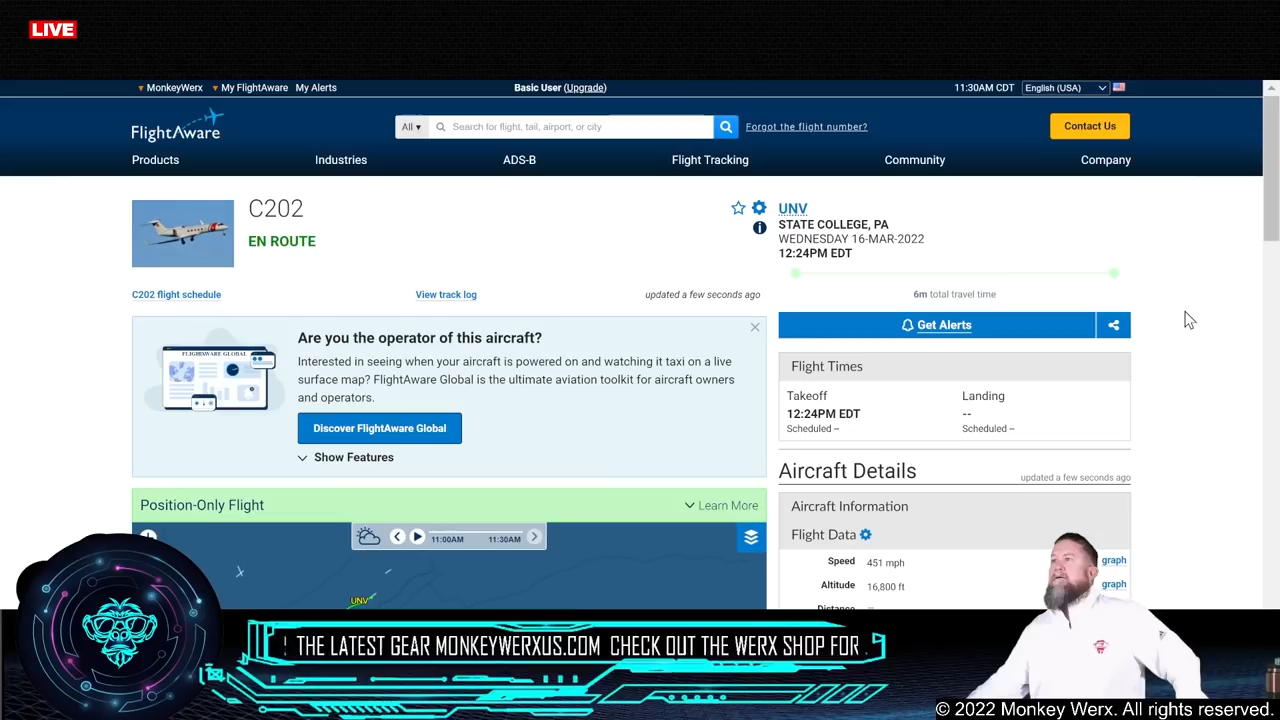 LIVE
▾ MonkeyWerx ▾ My FlightAware My Alerts Basic User (Upgrade) 11:30AM CDT English (USA)
FlightAware All ▾ Search for flight, tail, airport, or city Forgot the flight number? Contact Us
Products Industries ADS-B Flight Tracking Community Company
C202
EN ROUTE
UNV
STATE COLLEGE, PA
WEDNESDAY 16-MAR-2022
12:24PM EDT
C202 flight schedule View track log updated a few seconds ago
6m total travel time
Get Alerts
Are you the operator of this aircraft?
Interested in seeing when your aircraft is powered on and watching it taxi on a live
surface map? FlightAware Global is the ultimate aviation toolkit for aircraft owners
and operators.
FLIGHTAWARE GLOBAL
Discover FlightAware Global
Show Features
Flight Times
Takeoff Landing
12:24PM EDT --
Scheduled -- Scheduled --
Aircraft Details updated a few seconds ago
Aircraft Information
Flight Data
Speed 451 mph graph
Altitude 16,800 ft graph
Distance --
Position-Only Flight Learn More
11:00AM 11:30AM
UNV
! THE LATEST GEAR MONKEYWERXUS.COM CHECK OUT THE WERX SHOP FOR
© 2022 Monkey Werx. All rights reserved.